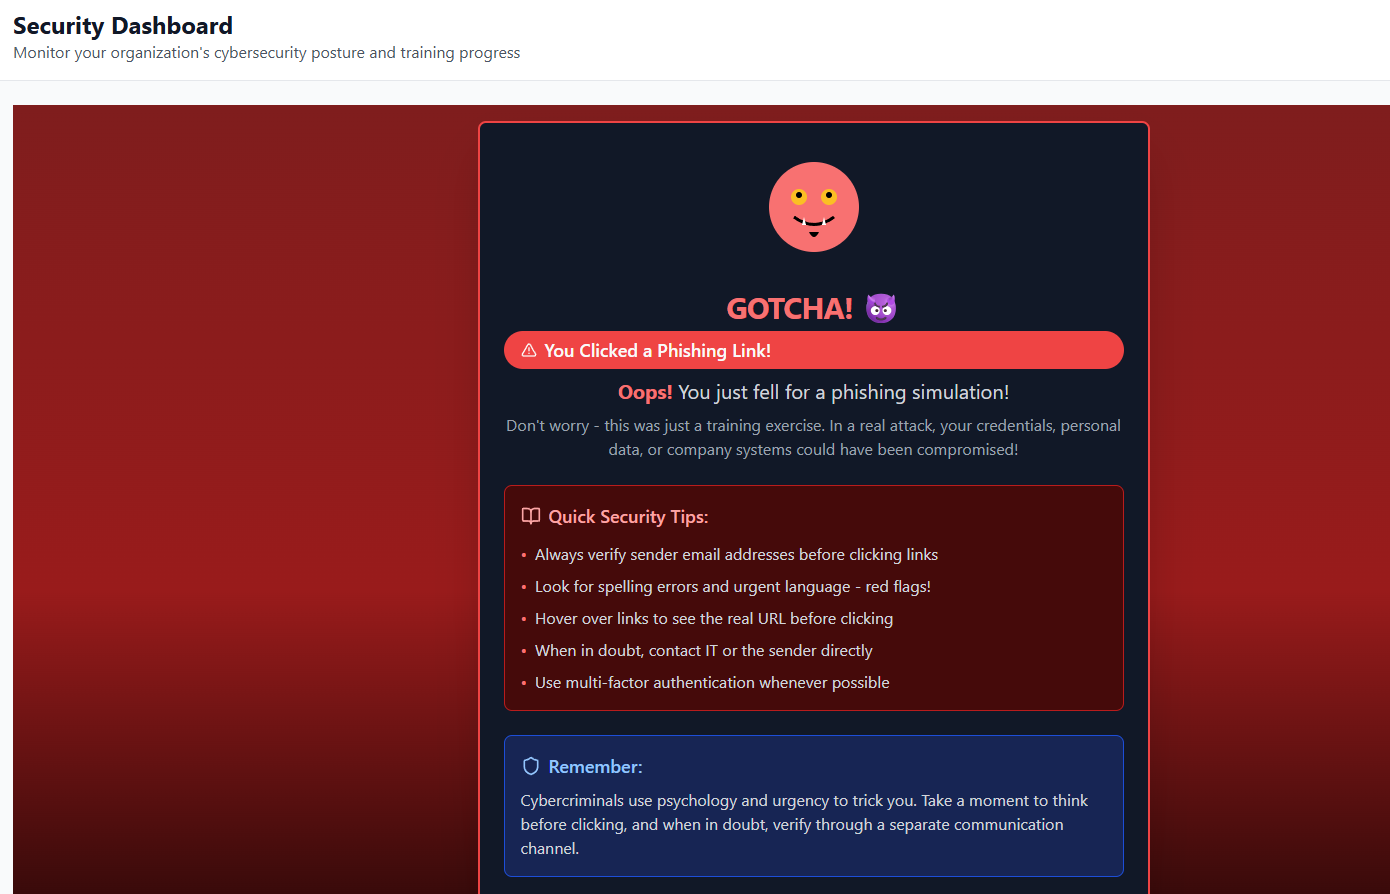 Security Dashboard
Monitor your organization's cybersecurity posture and training progress
GOTCHA! 😈
You Clicked a Phishing Link!
Oops! You just fell for a phishing simulation!
Don't worry - this was just a training exercise. In a real attack, your credentials, personal
data, or company systems could have been compromised!
Quick Security Tips:
• Always verify sender email addresses before clicking links
• Look for spelling errors and urgent language - red flags!
• Hover over links to see the real URL before clicking
• When in doubt, contact IT or the sender directly
• Use multi-factor authentication whenever possible
Remember:
Cybercriminals use psychology and urgency to trick you. Take a moment to think
before clicking, and when in doubt, verify through a separate communication
channel.